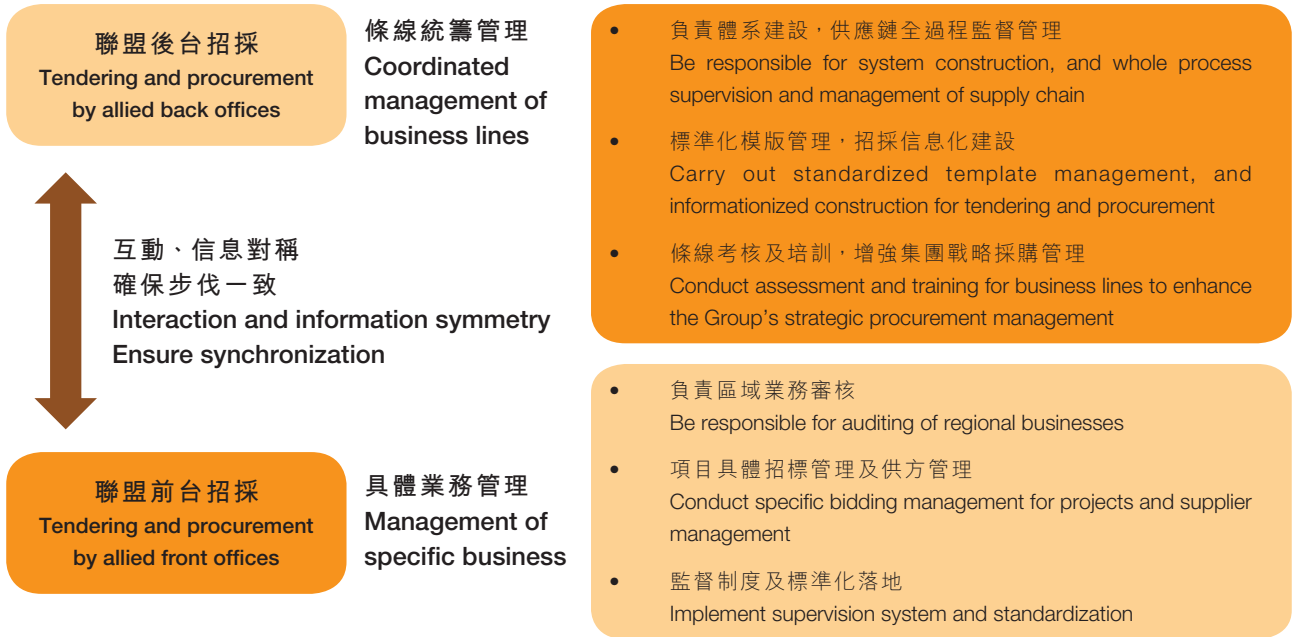 聯盟後台招採
Tendering and procurement
by allied back offices
條線統籌管理
Coordinated
management of
business lines
• 負責體系建設，供應鏈全過程監督管理
Be responsible for system construction, and whole process
supervision and management of supply chain
• 標準化模版管理，招採信息化建設
Carry out standardized template management, and
informationized construction for tendering and procurement
• 條線考核及培訓，增強集團戰略採購管理
Conduct assessment and training for business lines to enhance
the Group’s strategic procurement management
互動、信息對稱
確保步伐一致
Interaction and information symmetry
Ensure synchronization
聯盟前台招採
Tendering and procurement
by allied front offices
具體業務管理
Management of
specific business
• 負責區域業務審核
Be responsible for auditing of regional businesses
• 項目具體招標管理及供方管理
Conduct specific bidding management for projects and supplier
management
• 監督制度及標準化落地
Implement supervision system and standardization